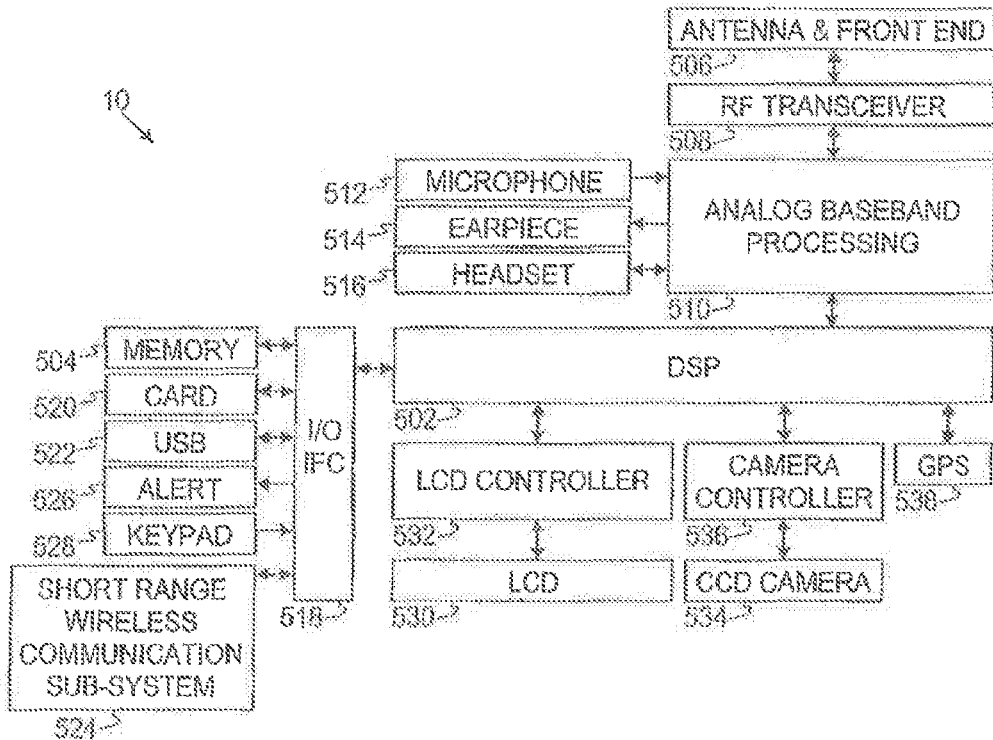 ANTENNA & FRONT END
506
10
RF TRANSCEIVER
508
512
MICROPHONE
514
EARPIECE
516
HEADSET
ANALOG BASEBAND
PROCESSING
510
504
MEMORY
520
CARD
522
USB
526
ALERT
528
KEYPAD
I/O
IFC
518
DSP
502
LCD CONTROLLER
532
CAMERA
CONTROLLER
536
GPS
538
LCD
530
CCD CAMERA
534
SHORT RANGE
WIRELESS
COMMUNICATION
SUB-SYSTEM
524